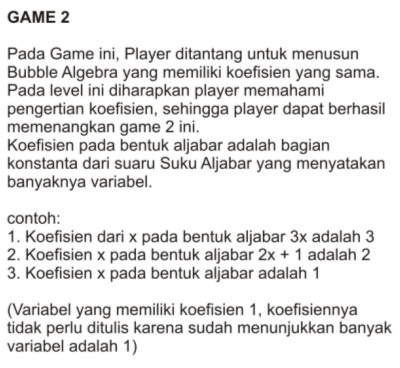 GAME 2
Pada Game ini, Player ditantang untuk menusun
Bubble Algebra yang memiliki koefisien yang sama.
Pada level ini diharapkan player memahami
pengertian koefisien, sehingga player dapat berhasil
memenangkan game 2 ini.
Koefisien pada bentuk aljabar adalah bagian
konstanta dari suaru Suku Aljabar yang menyatakan
banyaknya variabel.
contoh:
1. Koefisien dari x pada bentuk aljabar 3x adalah 3
2. Koefisien x pada bentuk aljabar 2x + 1 adalah 2
3. Koefisien x pada bentuk aljabar adalah 1
(Variabel yang memiliki koefisien 1, koefisiennya
tidak perlu ditulis karena sudah menunjukkan banyak
variabel adalah 1)